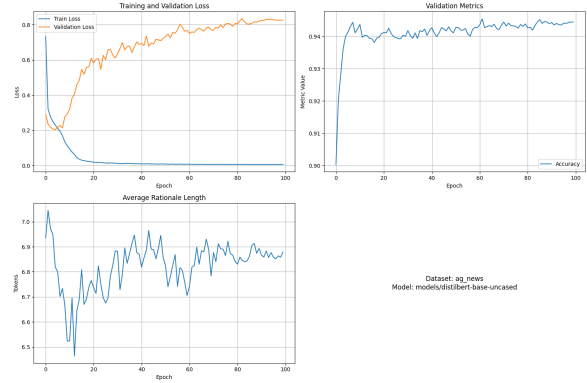 Training and Validation Loss
Train Loss
Validation Loss
0.8
0.6
0.4
0.2
0.0
Loss
0
20
40
60
80
100
Epoch
Validation Metrics
0.94
0.93
0.92
0.91
0.90
Metric Value
Accuracy
0
20
40
60
80
100
Epoch
Average Rationale Length
7.0
6.9
6.8
6.7
6.6
6.5
Tokens
0
20
40
60
80
100
Epoch
Dataset: ag_news
Model: models/distilbert-base-uncased